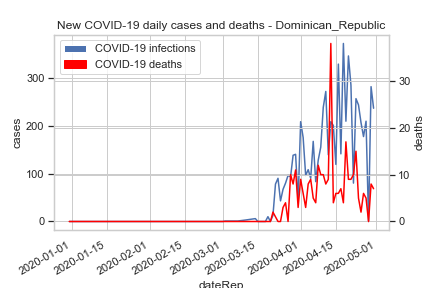 New COVID-19 daily cases and deaths - Dominican_Republic
COVID-19 infections
COVID-19 deaths
cases
300
200
100
0
deaths
30
20
10
0
2020-01-01
2020-01-15
2020-02-01
2020-02-15
2020-03-01
2020-03-15
2020-04-01
2020-04-15
2020-05-01
dateRep